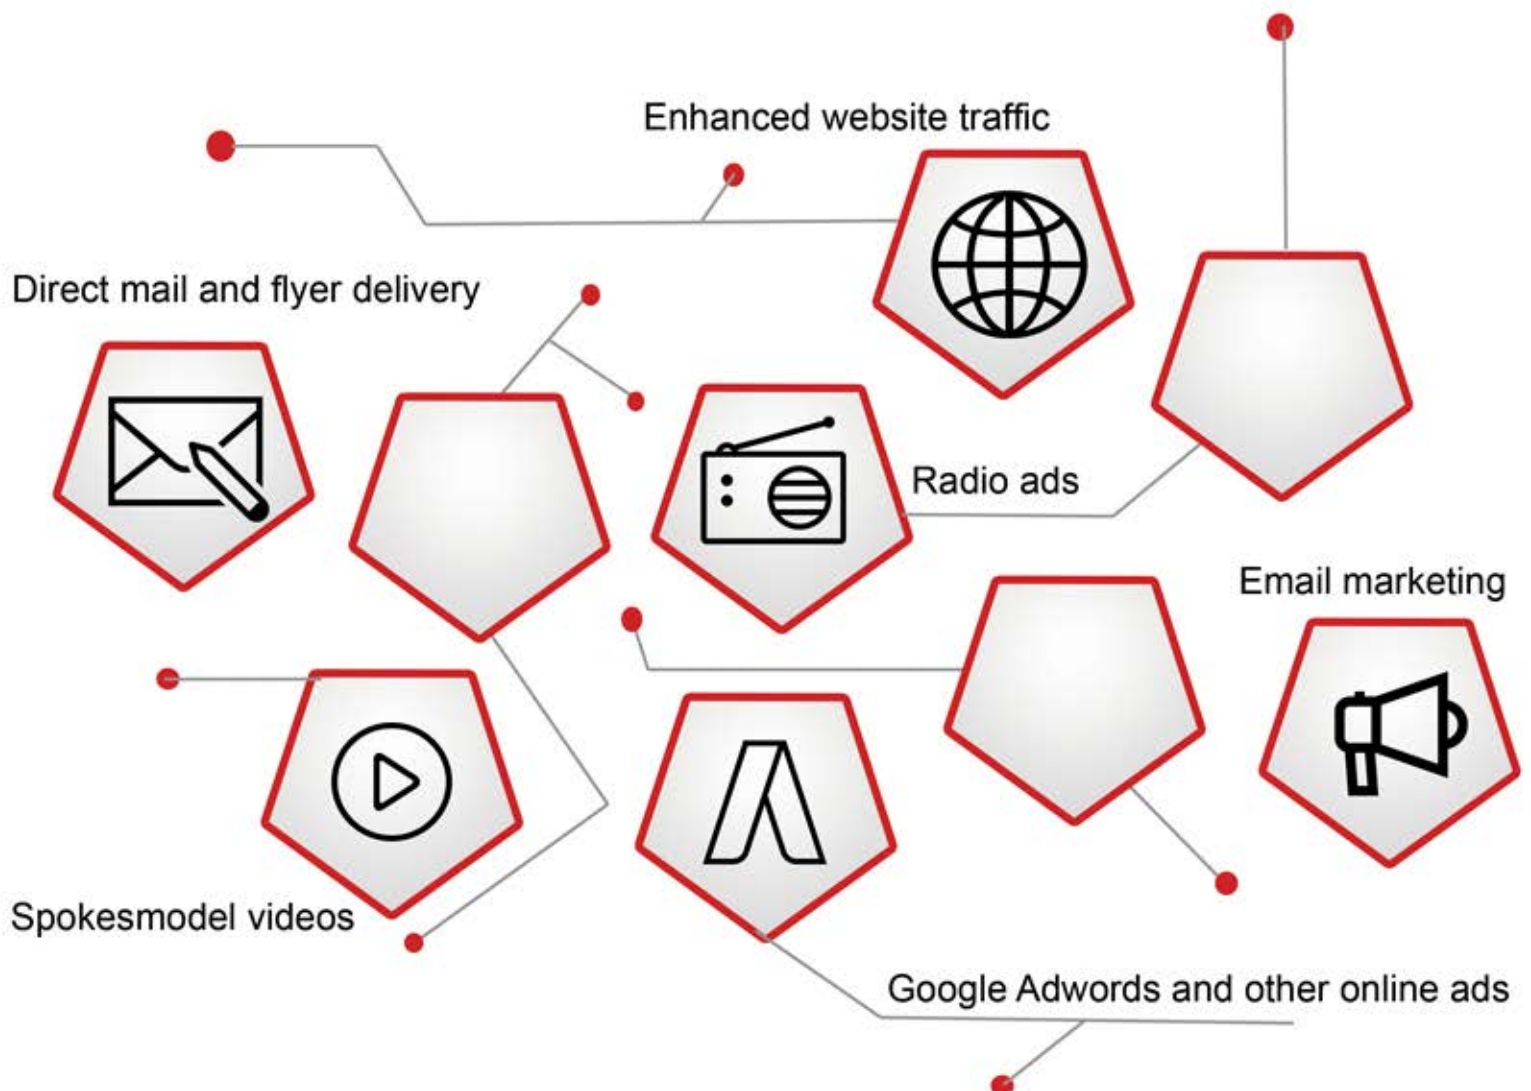 Enhanced website traffic
Direct mail and flyer delivery
Radio ads
Email marketing
Spokesmodel videos
Google Adwords and other online ads